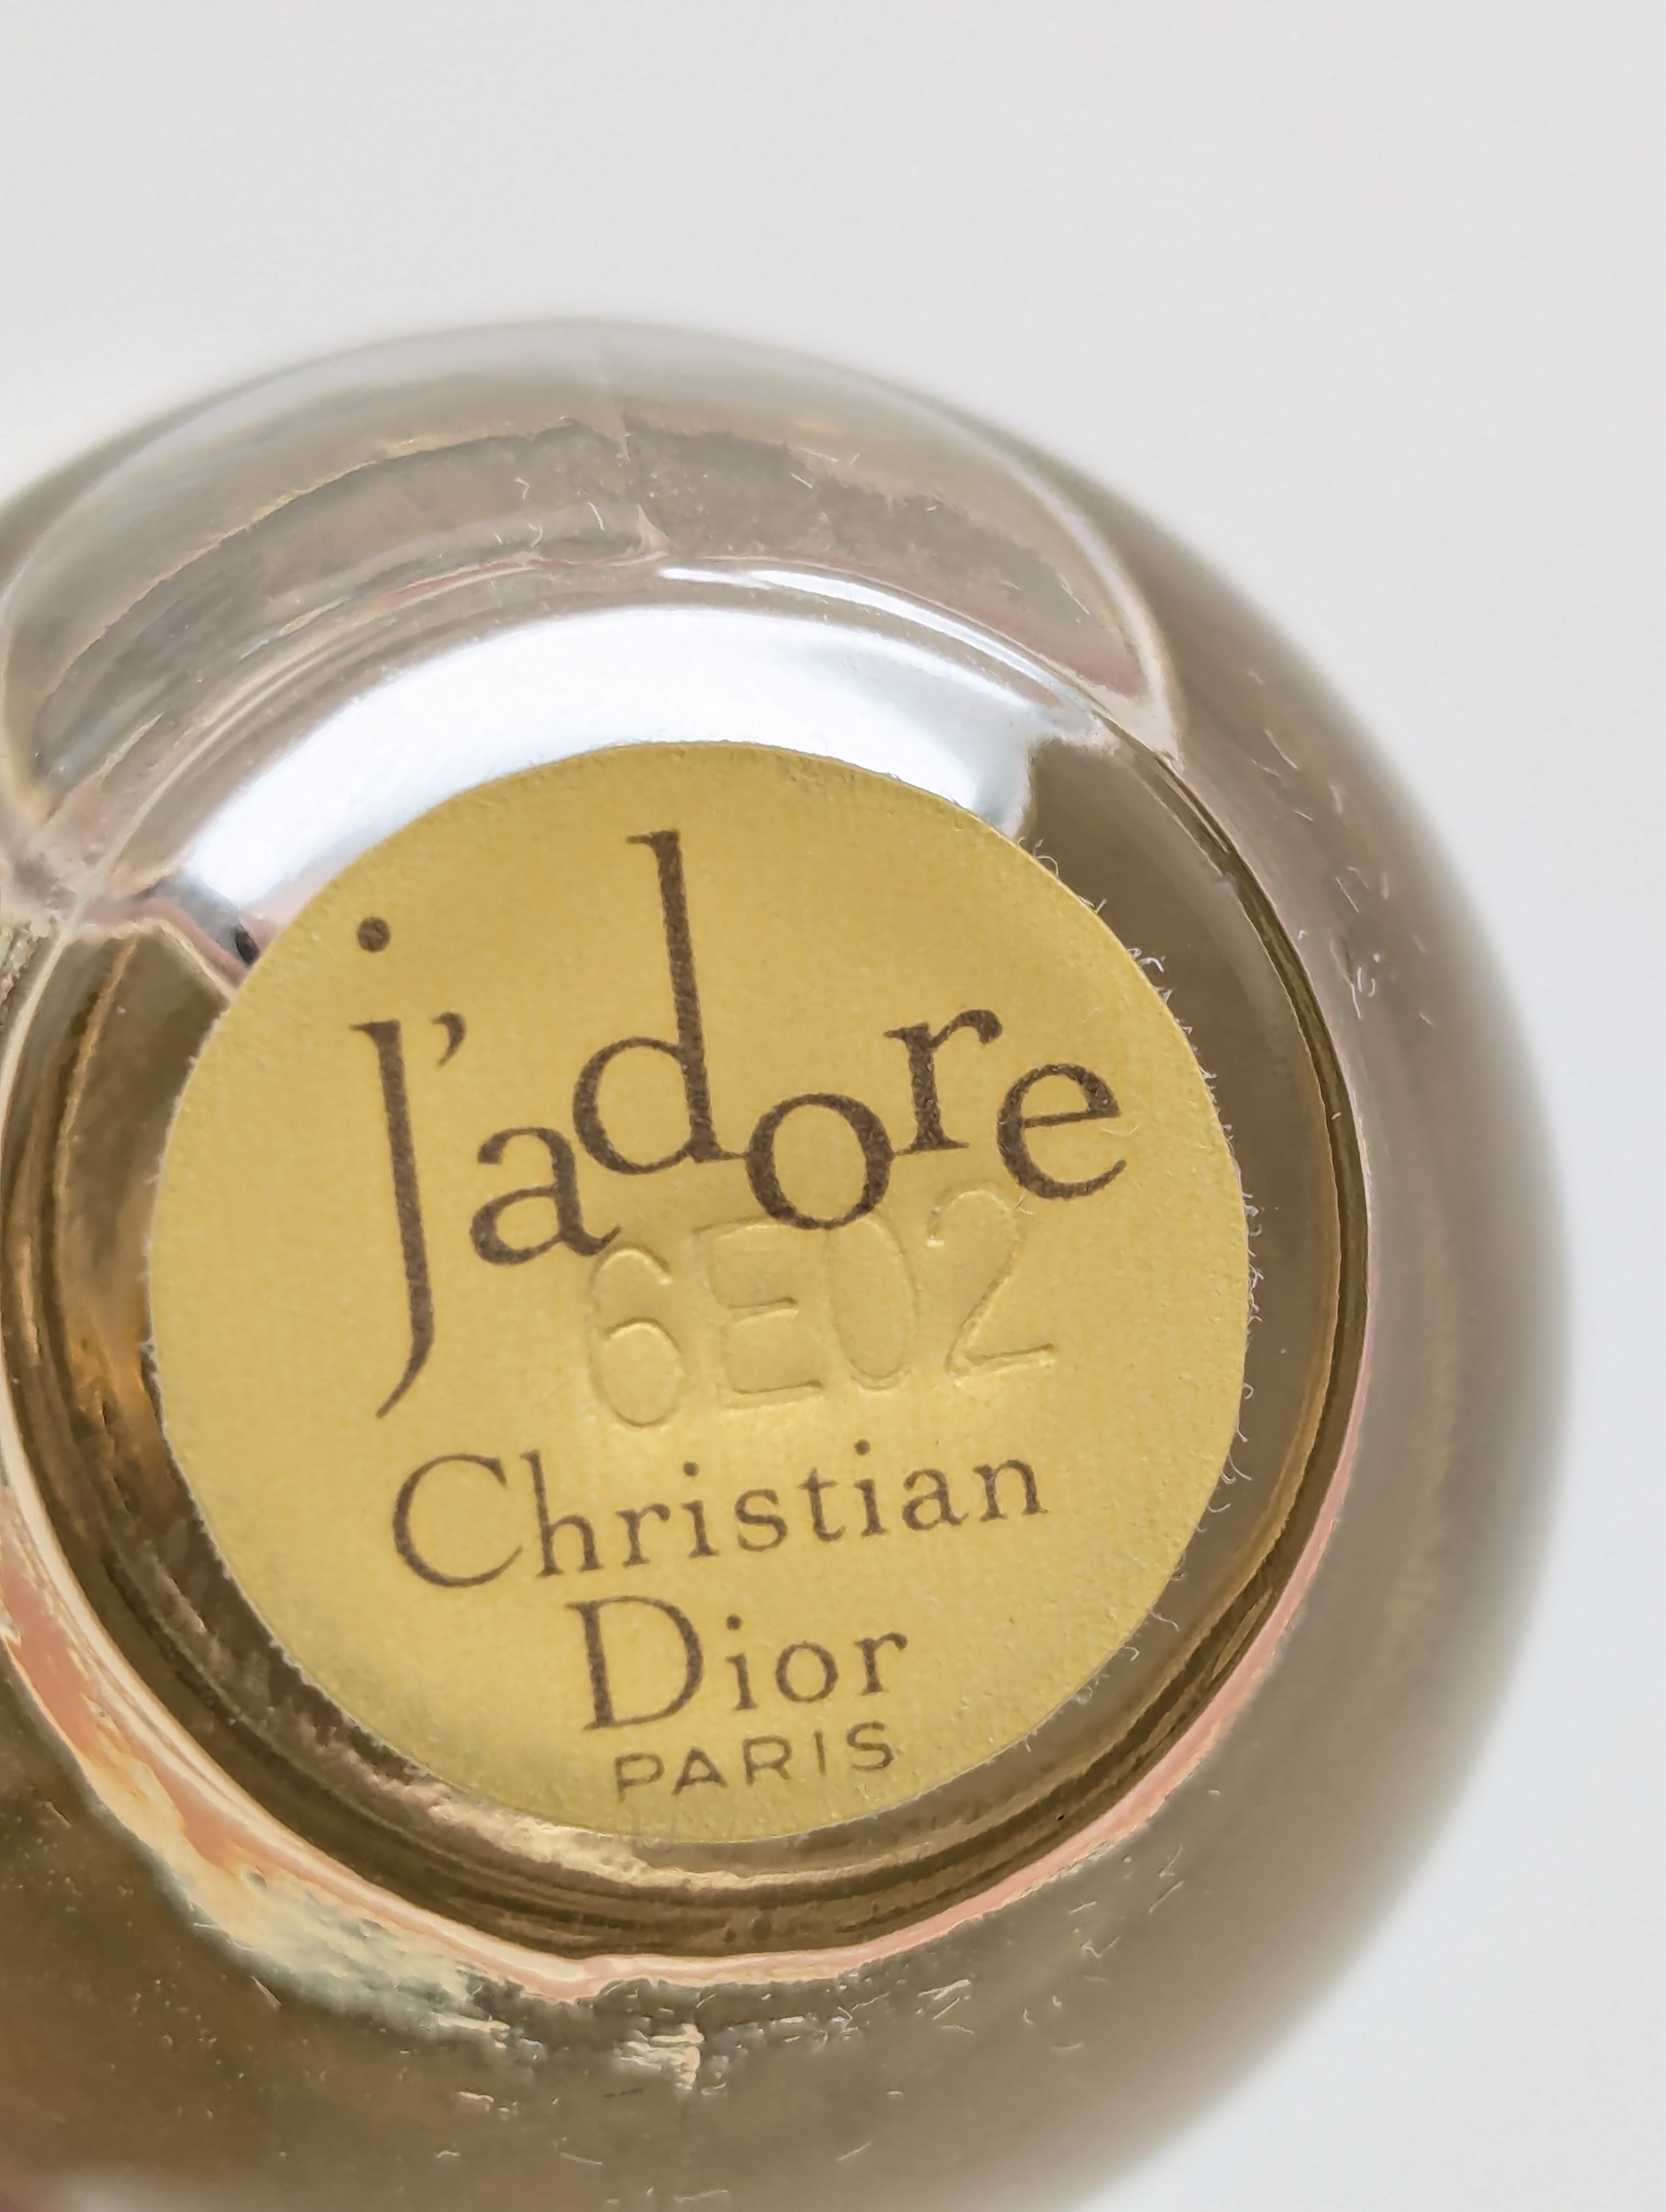 j'adore
6E02
Christian
Dior
PARIS